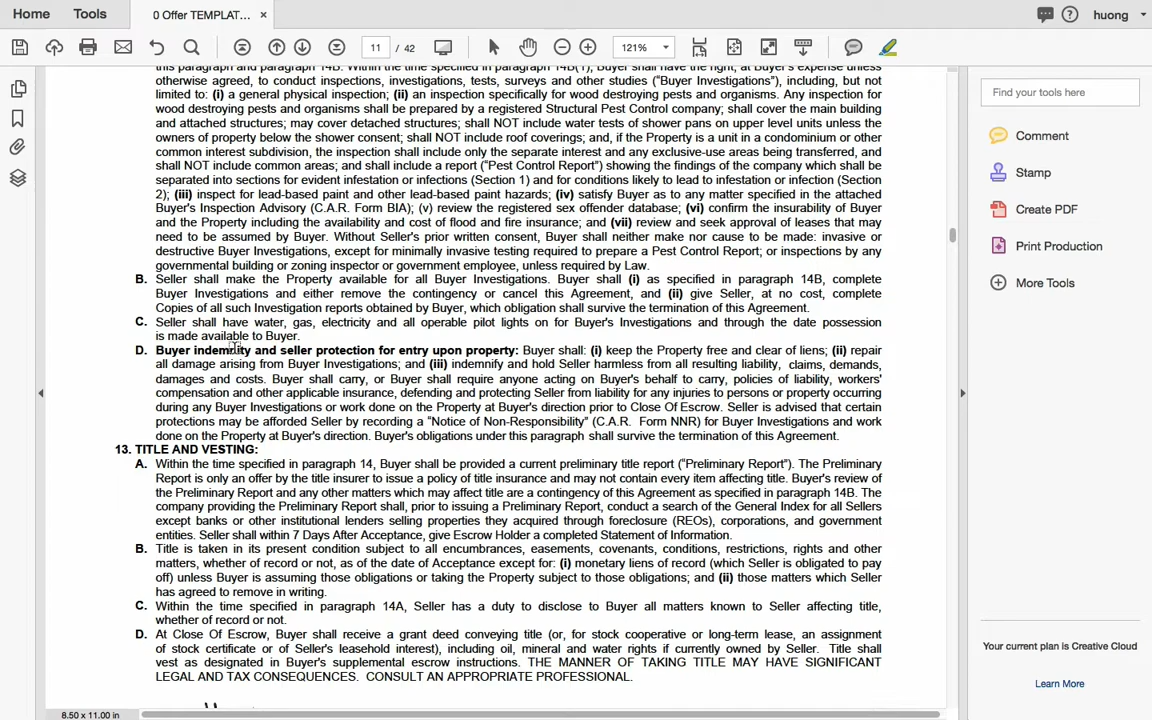 Home Tools 0 Offer TEMPLAT... × huong
11 / 42 121%
this paragraph and paragraph 14B. Within the time specified in paragraph 14B(1), Buyer shall have the right, at Buyer's expense unless
otherwise agreed, to conduct inspections, investigations, tests, surveys and other studies ("Buyer Investigations"), including, but not
limited to: (i) a general physical inspection; (ii) an inspection specifically for wood destroying pests and organisms. Any inspection for
wood destroying pests and organisms shall be prepared by a registered Structural Pest Control company; shall cover the main building
and attached structures; may cover detached structures; shall NOT include water tests of shower pans on upper level units unless the
owners of property below the shower consent; shall NOT include roof coverings; and, if the Property is a unit in a condominium or other
common interest subdivision, the inspection shall include only the separate interest and any exclusive-use areas being transferred, and
shall NOT include common areas; and shall include a report ("Pest Control Report") showing the findings of the company which shall be
separated into sections for evident infestation or infections (Section 1) and for conditions likely to lead to infestation or infection (Section
2); (iii) inspect for lead-based paint and other lead-based paint hazards; (iv) satisfy Buyer as to any matter specified in the attached
Buyer's Inspection Advisory (C.A.R. Form BIA); (v) review the registered sex offender database; (vi) confirm the insurability of Buyer
and the Property including the availability and cost of flood and fire insurance; and (vii) review and seek approval of leases that may
need to be assumed by Buyer. Without Seller's prior written consent, Buyer shall neither make nor cause to be made: invasive or
destructive Buyer Investigations, except for minimally invasive testing required to prepare a Pest Control Report; or inspections by any
governmental building or zoning inspector or government employee, unless required by Law.
B. Seller shall make the Property available for all Buyer Investigations. Buyer shall (i) as specified in paragraph 14B, complete
Buyer Investigations and either remove the contingency or cancel this Agreement, and (ii) give Seller, at no cost, complete
Copies of all such Investigation reports obtained by Buyer, which obligation shall survive the termination of this Agreement.
C. Seller shall have water, gas, electricity and all operable pilot lights on for Buyer's Investigations and through the date possession
is made available to Buyer.
D. Buyer indemnity and seller protection for entry upon property: Buyer shall: (i) keep the Property free and clear of liens; (ii) repair
all damage arising from Buyer Investigations; and (iii) indemnify and hold Seller harmless from all resulting liability, claims, demands,
damages and costs. Buyer shall carry, or Buyer shall require anyone acting on Buyer's behalf to carry, policies of liability, workers'
compensation and other applicable insurance, defending and protecting Seller from liability for any injuries to persons or property occurring
during any Buyer Investigations or work done on the Property at Buyer's direction prior to Close Of Escrow. Seller is advised that certain
protections may be afforded Seller by recording a "Notice of Non-Responsibility" (C.A.R. Form NNR) for Buyer Investigations and work
done on the Property at Buyer's direction. Buyer's obligations under this paragraph shall survive the termination of this Agreement.
13. TITLE AND VESTING:
A. Within the time specified in paragraph 14, Buyer shall be provided a current preliminary title report ("Preliminary Report"). The Preliminary
Report is only an offer by the title insurer to issue a policy of title insurance and may not contain every item affecting title. Buyer's review of
the Preliminary Report and any other matters which may affect title are a contingency of this Agreement as specified in paragraph 14B. The
company providing the Preliminary Report shall, prior to issuing a Preliminary Report, conduct a search of the General Index for all Sellers
except banks or other institutional lenders selling properties they acquired through foreclosure (REOs), corporations, and government
entities. Seller shall within 7 Days After Acceptance, give Escrow Holder a completed Statement of Information.
B. Title is taken in its present condition subject to all encumbrances, easements, covenants, conditions, restrictions, rights and other
matters, whether of record or not, as of the date of Acceptance except for: (i) monetary liens of record (which Seller is obligated to pay
off) unless Buyer is assuming those obligations or taking the Property subject to those obligations; and (ii) those matters which Seller
has agreed to remove in writing.
C. Within the time specified in paragraph 14A, Seller has a duty to disclose to Buyer all matters known to Seller affecting title,
whether of record or not.
D. At Close Of Escrow, Buyer shall receive a grant deed conveying title (or, for stock cooperative or long-term lease, an assignment
of stock certificate or of Seller's leasehold interest), including oil, mineral and water rights if currently owned by Seller. Title shall
vest as designated in Buyer's supplemental escrow instructions. THE MANNER OF TAKING TITLE MAY HAVE SIGNIFICANT
LEGAL AND TAX CONSEQUENCES. CONSULT AN APPROPRIATE PROFESSIONAL.
8.50 x 11.00 in
Find your tools here
Comment
Stamp
Create PDF
Print Production
More Tools
Your current plan is Creative Cloud
Learn More